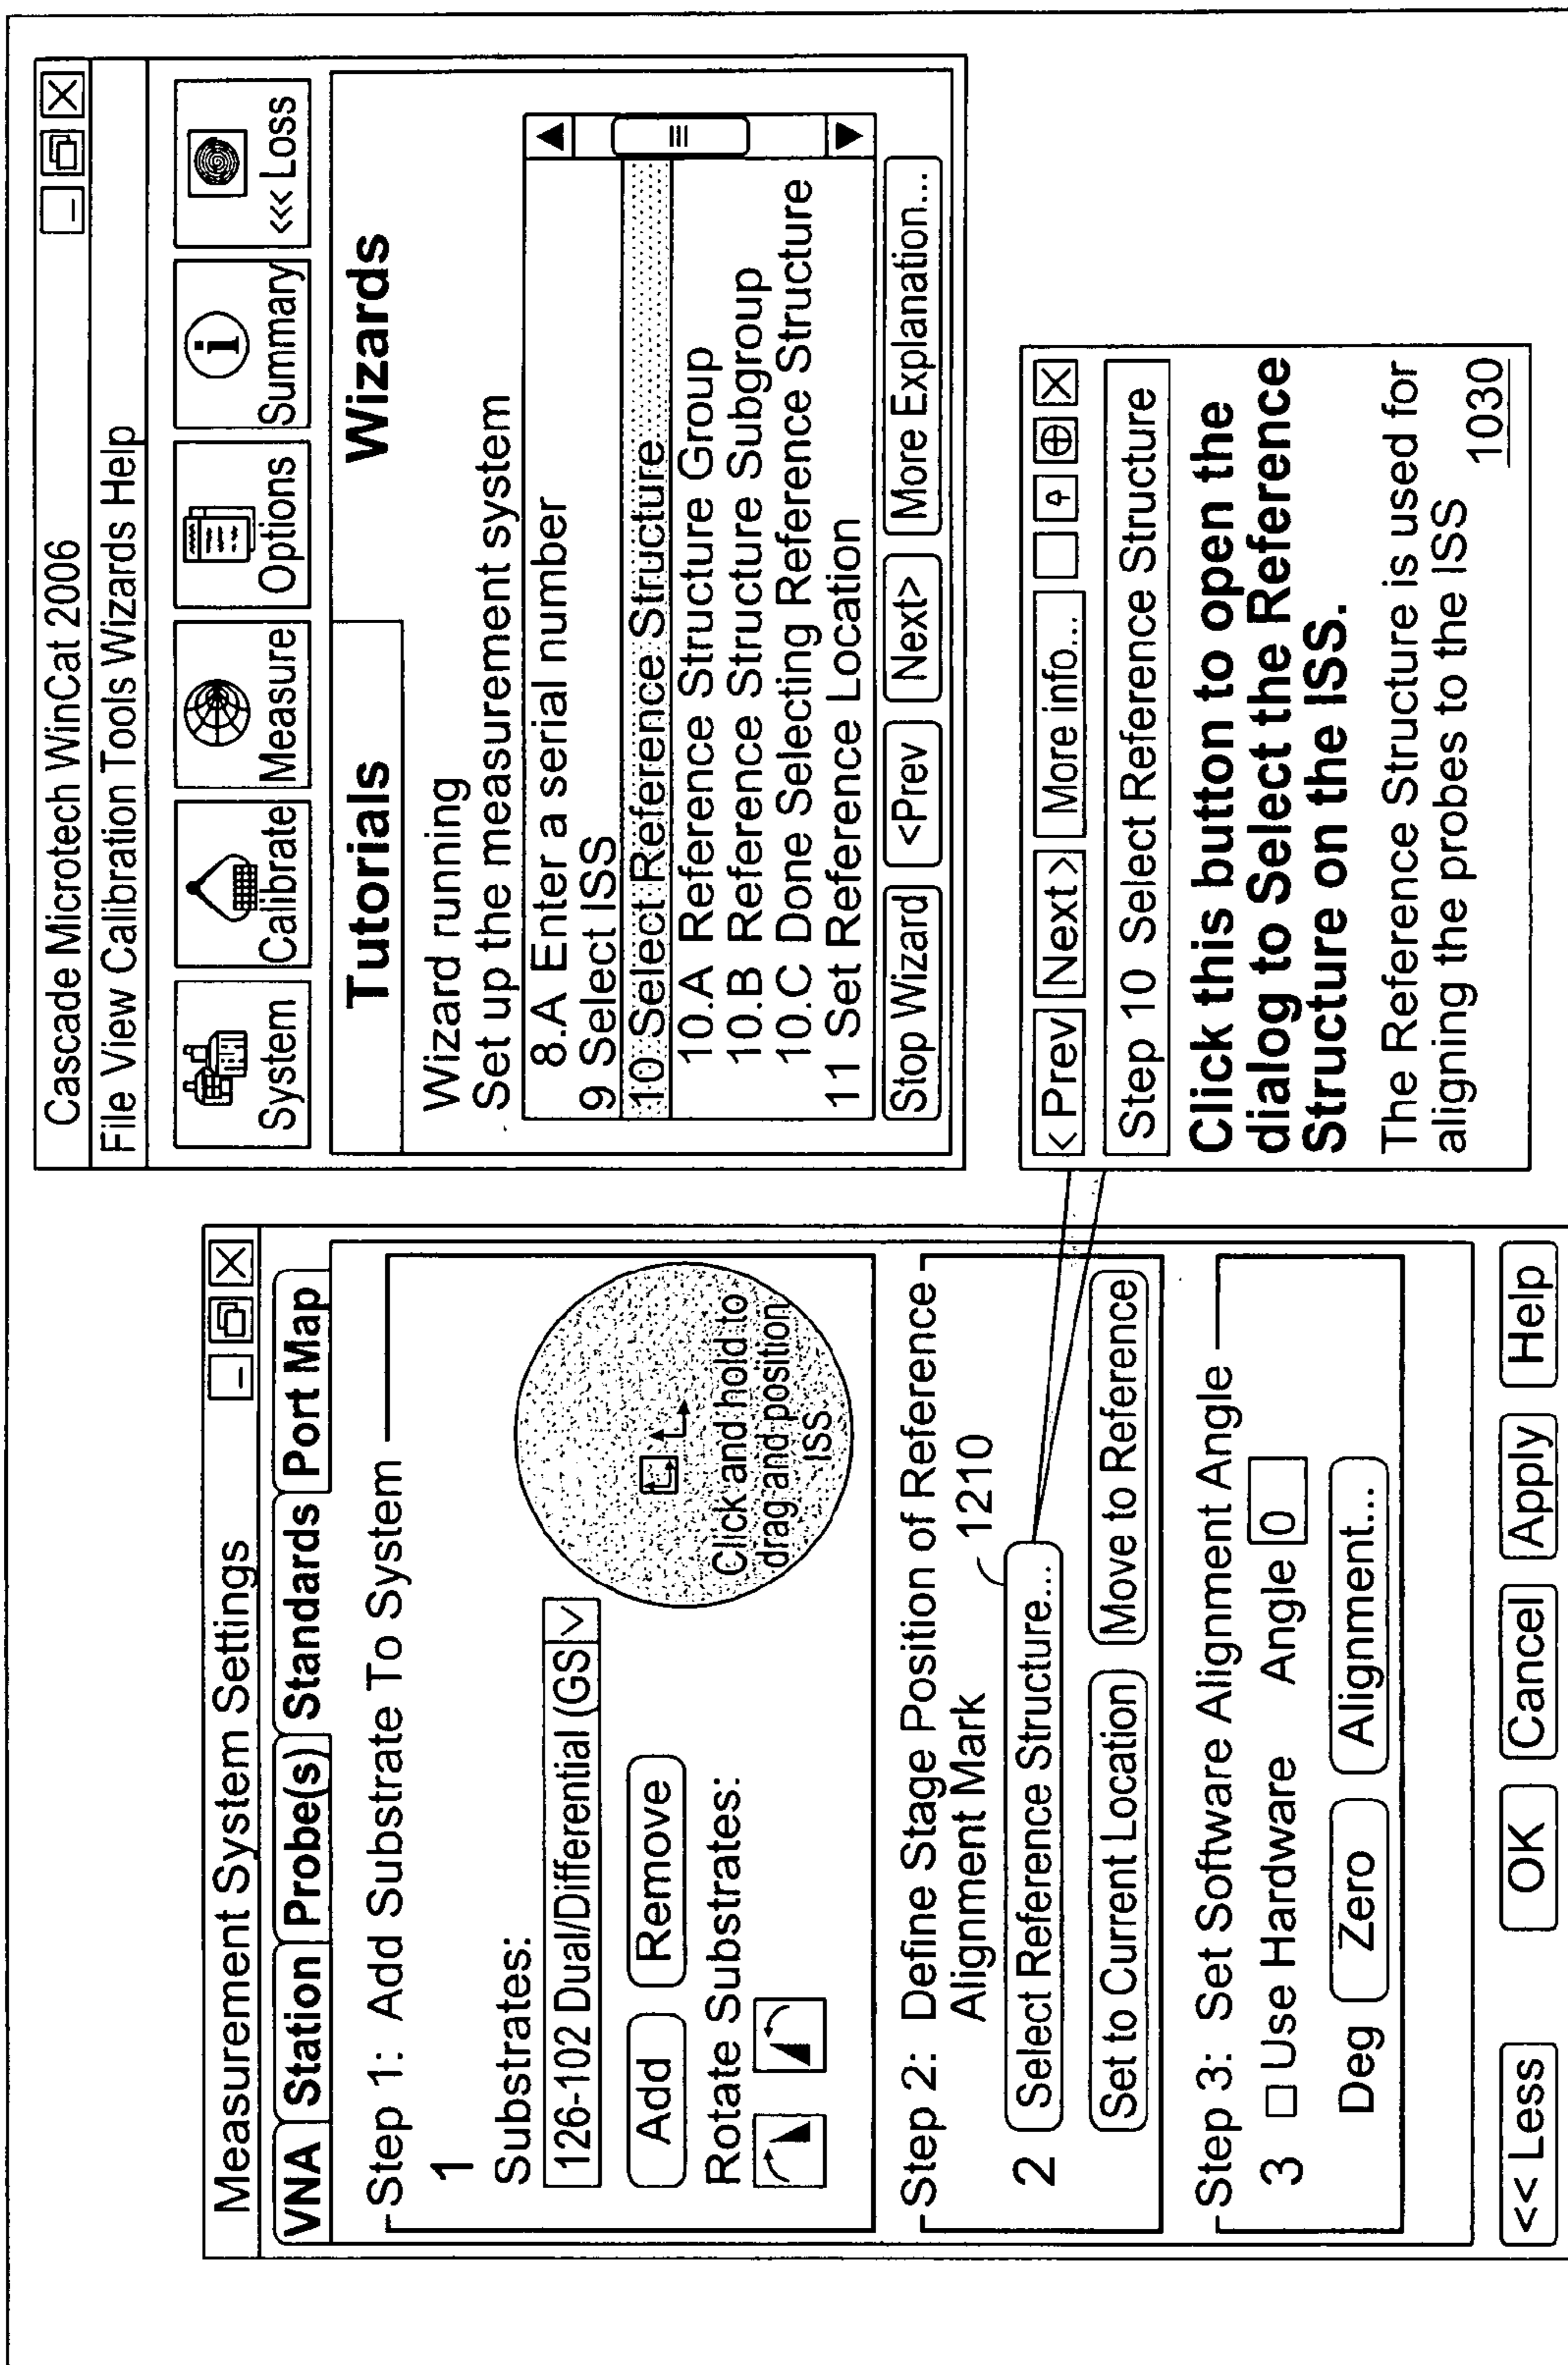 Measurement System Settings
VNA Station Probe(s) Standards Port Map
Step 1: Add Substrate To System
1
Substrates:
126-102 Dual/Differential (GS
Add Remove
Rotate Substrates:
Click and hold to
drag and position
ISS.
Step 2: Define Stage Position of Reference
Alignment Mark
1210
2 Select Reference Structure...
Set to Current Location Move to Reference
Step 3: Set Software Alignment Angle
3 Use Hardware Angle 0
Deg Zero Alignment...
<< Less OK Cancel Apply Help
Cascade Microtech WinCat 2006
File View Calibration Tools Wizards Help
System Calibrate Measure Options Summary <<< Loss
Tutorials Wizards
Wizard running
Set up the measurement system
8.A Enter a serial number
9 Select ISS
10 Select Reference Structure
10.A Reference Structure Group
10.B Reference Structure Subgroup
10.C Done Selecting Reference Structure
11 Set Reference Location
Stop Wizard <Prev Next> More Explanation...
< Prev Next > More info...
Step 10 Select Reference Structure
Click this button to open the
dialog to Select the Reference
Structure on the ISS.
The Reference Structure is used for
aligning the probes to the ISS
1030